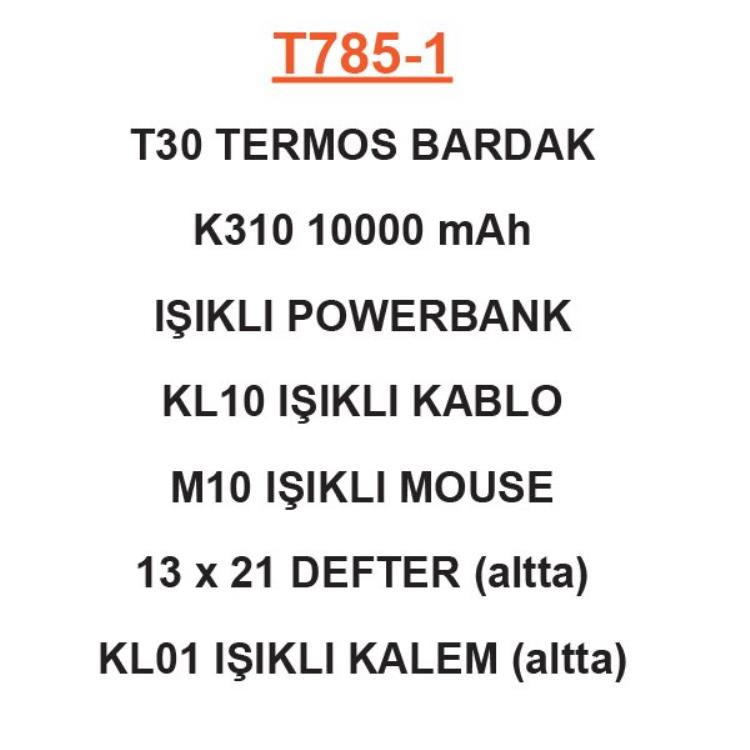 T785-1
T30 TERMOS BARDAK
K310 10000 mAh
IŞIKLI POWERBANK
KL10 IŞIKLI KABLO
M10 IŞIKLI MOUSE
13 x 21 DEFTER (altta)
KL01 IŞIKLI KALEM (altta)